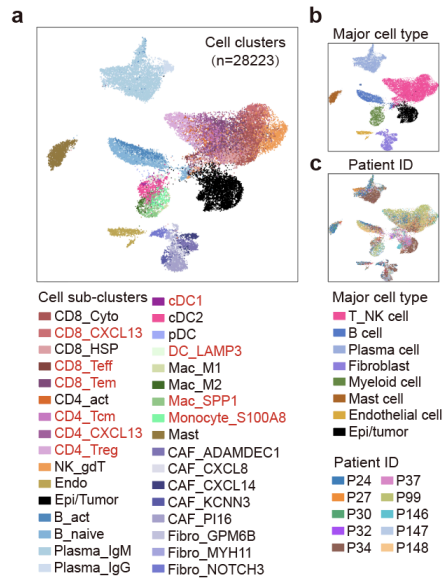 a
Cell clusters
(n=28223)
b
Major cell type
c
Patient ID
Cell sub-clusters
CD8_Cyto
CD8_CXCL13
CD8_HSP
CD8_Teff
CD8_Tem
CD4_act
CD4_Tcm
CD4_CXCL13
CD4_Treg
NK_gdT
Endo
Epi/Tumor
B_act
B_naive
Plasma_IgM
Plasma_IgG
cDC1
cDC2
pDC
DC_LAMP3
Mac_M1
Mac_M2
Mac_SPP1
Monocyte_S100A8
Mast
CAF_ADAMDEC1
CAF_CXCL8
CAF_CXCL14
CAF_KCNN3
CAF_PI16
Fibro_GPM6B
Fibro_MYH11
Fibro_NOTCH3
Major cell type
T_NK cell
B cell
Plasma cell
Fibroblast
Myeloid cell
Mast cell
Endothelial cell
Epi/tumor
Patient ID
P24
P27
P30
P32
P34
P37
P99
P146
P147
P148